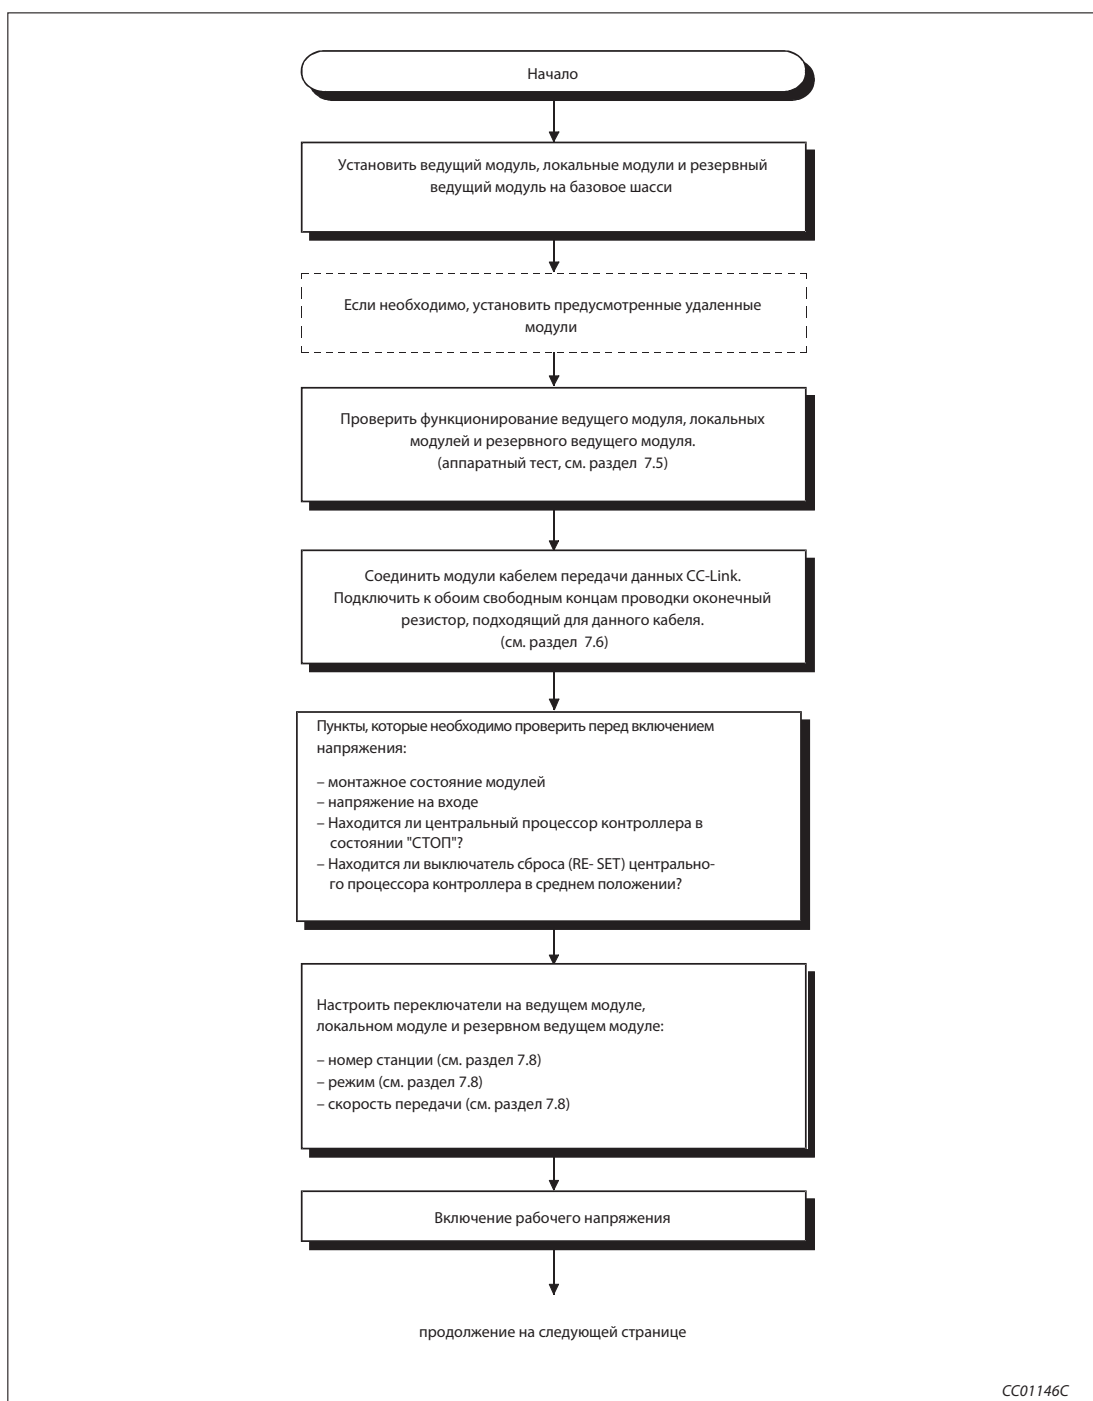 Начало
Установить ведущий модуль, локальные модули и резервный
ведущий модуль на базовое шасси
Если необходимо, установить предусмотренные удаленные
модули
Проверить функционирование ведущего модуля, локальных
модулей и резервного ведущего модуля.
(аппаратный тест, см. раздел 7.5)
Соединить модули кабелем передачи данных CC-Link.
Подключить к обоим свободным концам проводки оконечный
резистор, подходящий для данного кабеля.
(см. раздел 7.6)
Пункты, которые необходимо проверить перед включением
напряжения:
– монтажное состояние модулей
– напряжение на входе
– Находится ли центральный процессор контроллера в
состоянии "СТОП"?
– Находится ли выключатель сброса (RE- SET) центрально-
го процессора контроллера в среднем положении?
Настроить переключатели на ведущем модуле,
локальном модуле и резервном ведущем модуле:
– номер станции (см. раздел 7.8)
– режим (см. раздел 7.8)
– скорость передачи (см. раздел 7.8)
Включение рабочего напряжения
продолжение на следующей странице
CC01146C